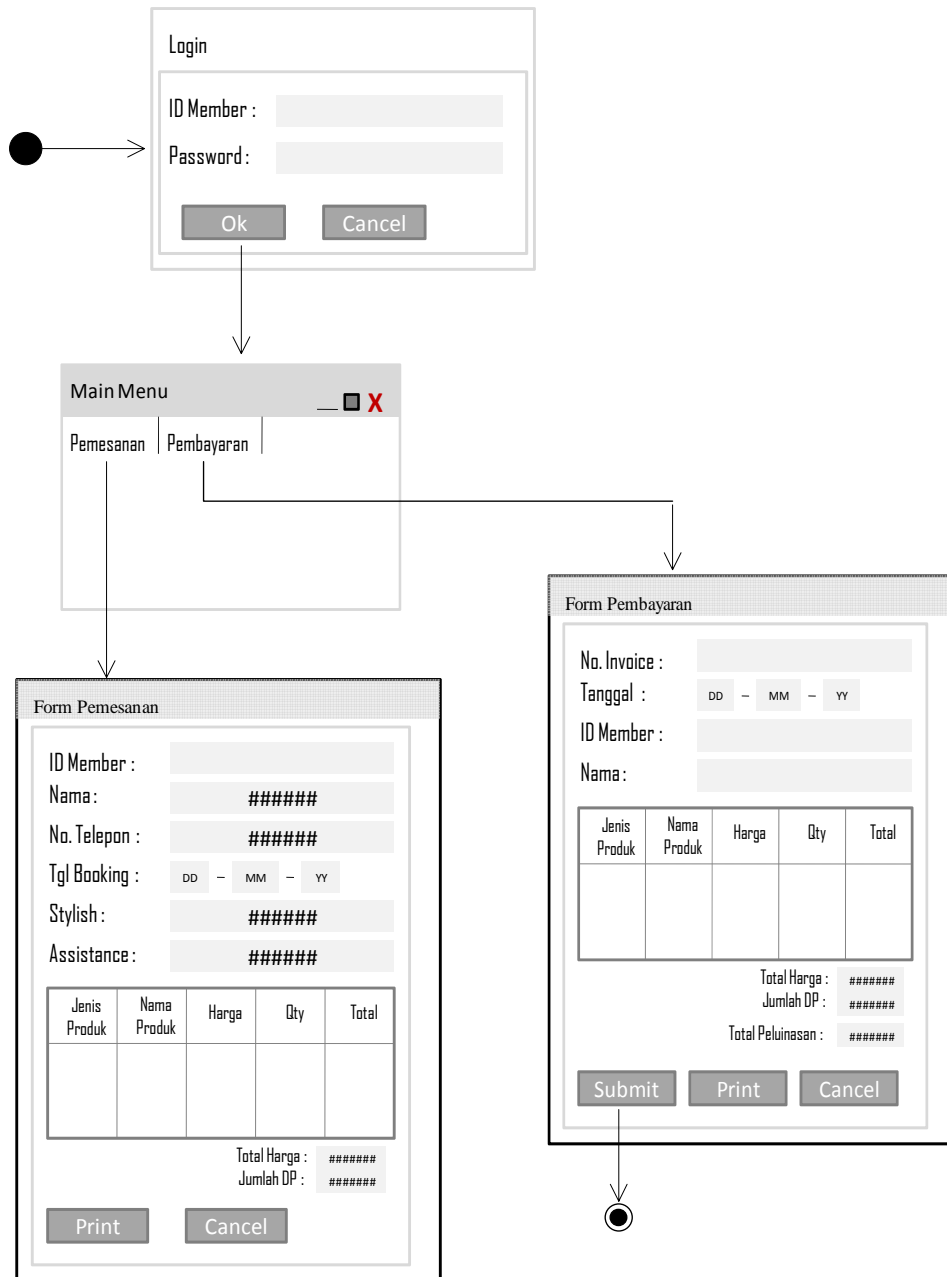 Login
ID Member :
Password :
Ok Cancel
Main Menu _ X
Pemesanan Pembayaran
Form Pemesanan
ID Member :
Nama : ######
No. Telepon : ######
Tgl Booking : DD – MM – YY
Stylish : ######
Assistance : ######
Jenis Produk Nama Produk Harga Qty Total
Total Harga : #######
Jumlah DP : #######
Print Cancel
Form Pembayaran
No. Invoice :
Tanggal : DD – MM – YY
ID Member :
Nama :
Jenis Produk Nama Produk Harga Qty Total
Total Harga : #######
Jumlah DP : #######
Total Peluinasan : #######
Submit Print Cancel